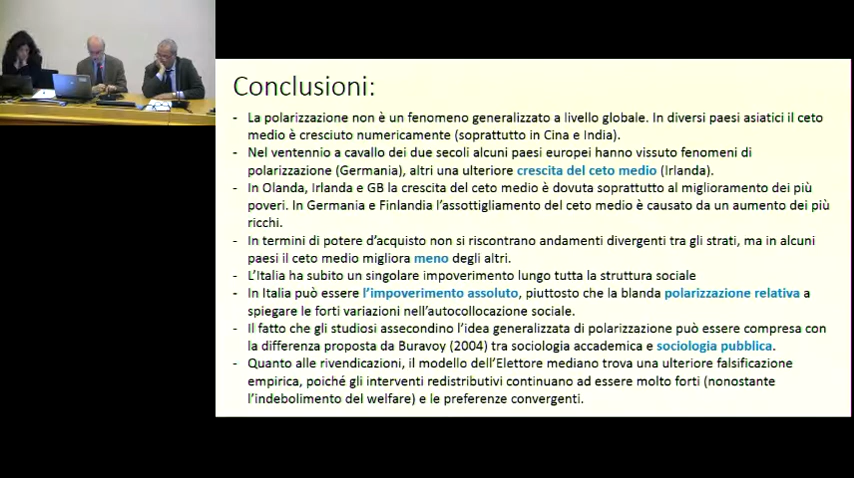 Conclusioni:
- La polarizzazione non è un fenomeno generalizzato a livello globale. In diversi paesi asiatici il ceto
medio è cresciuto numericamente (soprattutto in Cina e India).
- Nel ventennio a cavallo dei due secoli alcuni paesi europei hanno vissuto fenomeni di
polarizzazione (Germania), altri una ulteriore crescita del ceto medio (Irlanda).
- In Olanda, Irlanda e GB la crescita del ceto medio è dovuta soprattutto al miglioramento dei più
poveri. In Germania e Finlandia l'assottigliamento del ceto medio è causato da un aumento dei più
ricchi.
- In termini di potere d'acquisto non si riscontrano andamenti divergenti tra gli strati, ma in alcuni
paesi il ceto medio migliora meno degli altri.
- L'Italia ha subito un singolare impoverimento lungo tutta la struttura sociale
- In Italia può essere l'impoverimento assoluto, piuttosto che la blanda polarizzazione relativa a
spiegare le forti variazioni nell'autocollocazione sociale.
- Il fatto che gli studiosi assecondino l'idea generalizzata di polarizzazione può essere compresa con
la differenza proposta da Buravoy (2004) tra sociologia accademica e sociologia pubblica.
- Quanto alle rivendicazioni, il modello dell'Elettore mediano trova una ulteriore falsificazione
empirica, poiché gli interventi redistributivi continuano ad essere molto forti (nonostante
l'indebolimento del welfare) e le preferenze convergenti.